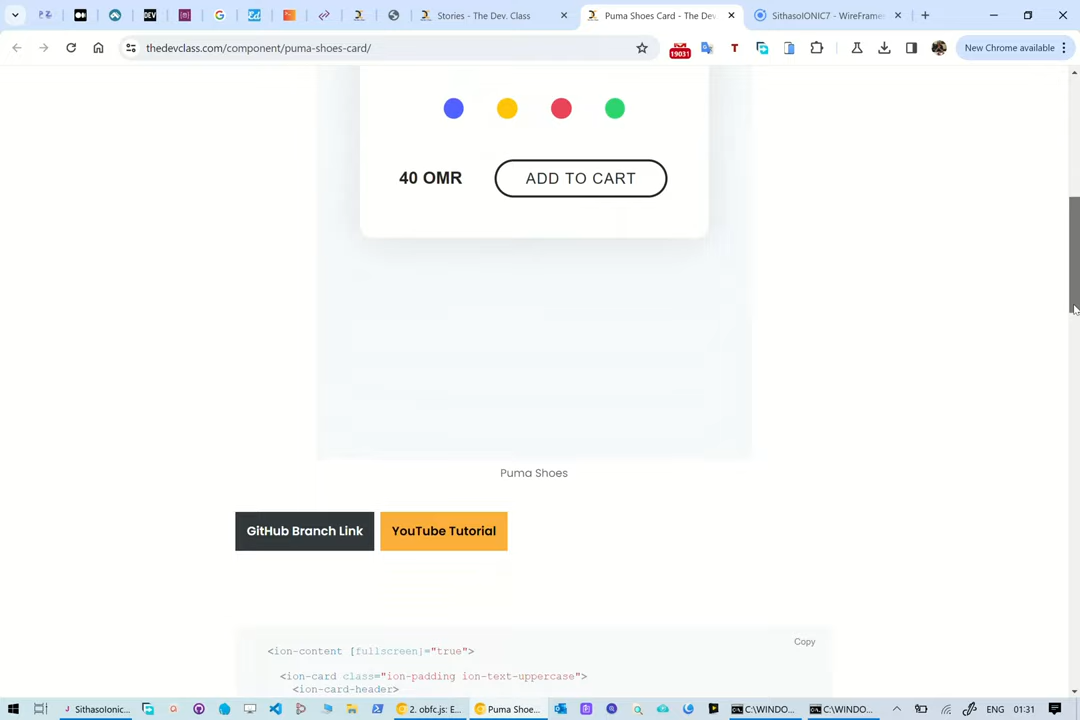 Stories - The Dev. Class
Puma Shoes Card - The De
SithasoIONIC7 - WireFrame
thedevclass.com/component/puma-shoes-card/
19031
T
New Chrome available
40 OMR
ADD TO CART
Puma Shoes
GitHub Branch Link
YouTube Tutorial
Copy
<ion-content [fullscreen]="true">
<ion-card class="ion-padding ion-text-uppercase">
<ion-card-header>
SithasoIonic...
2. obfc.js: E...
Puma Shoe...
C:\WINDO...
C:\WINDO...
ENG
01:31